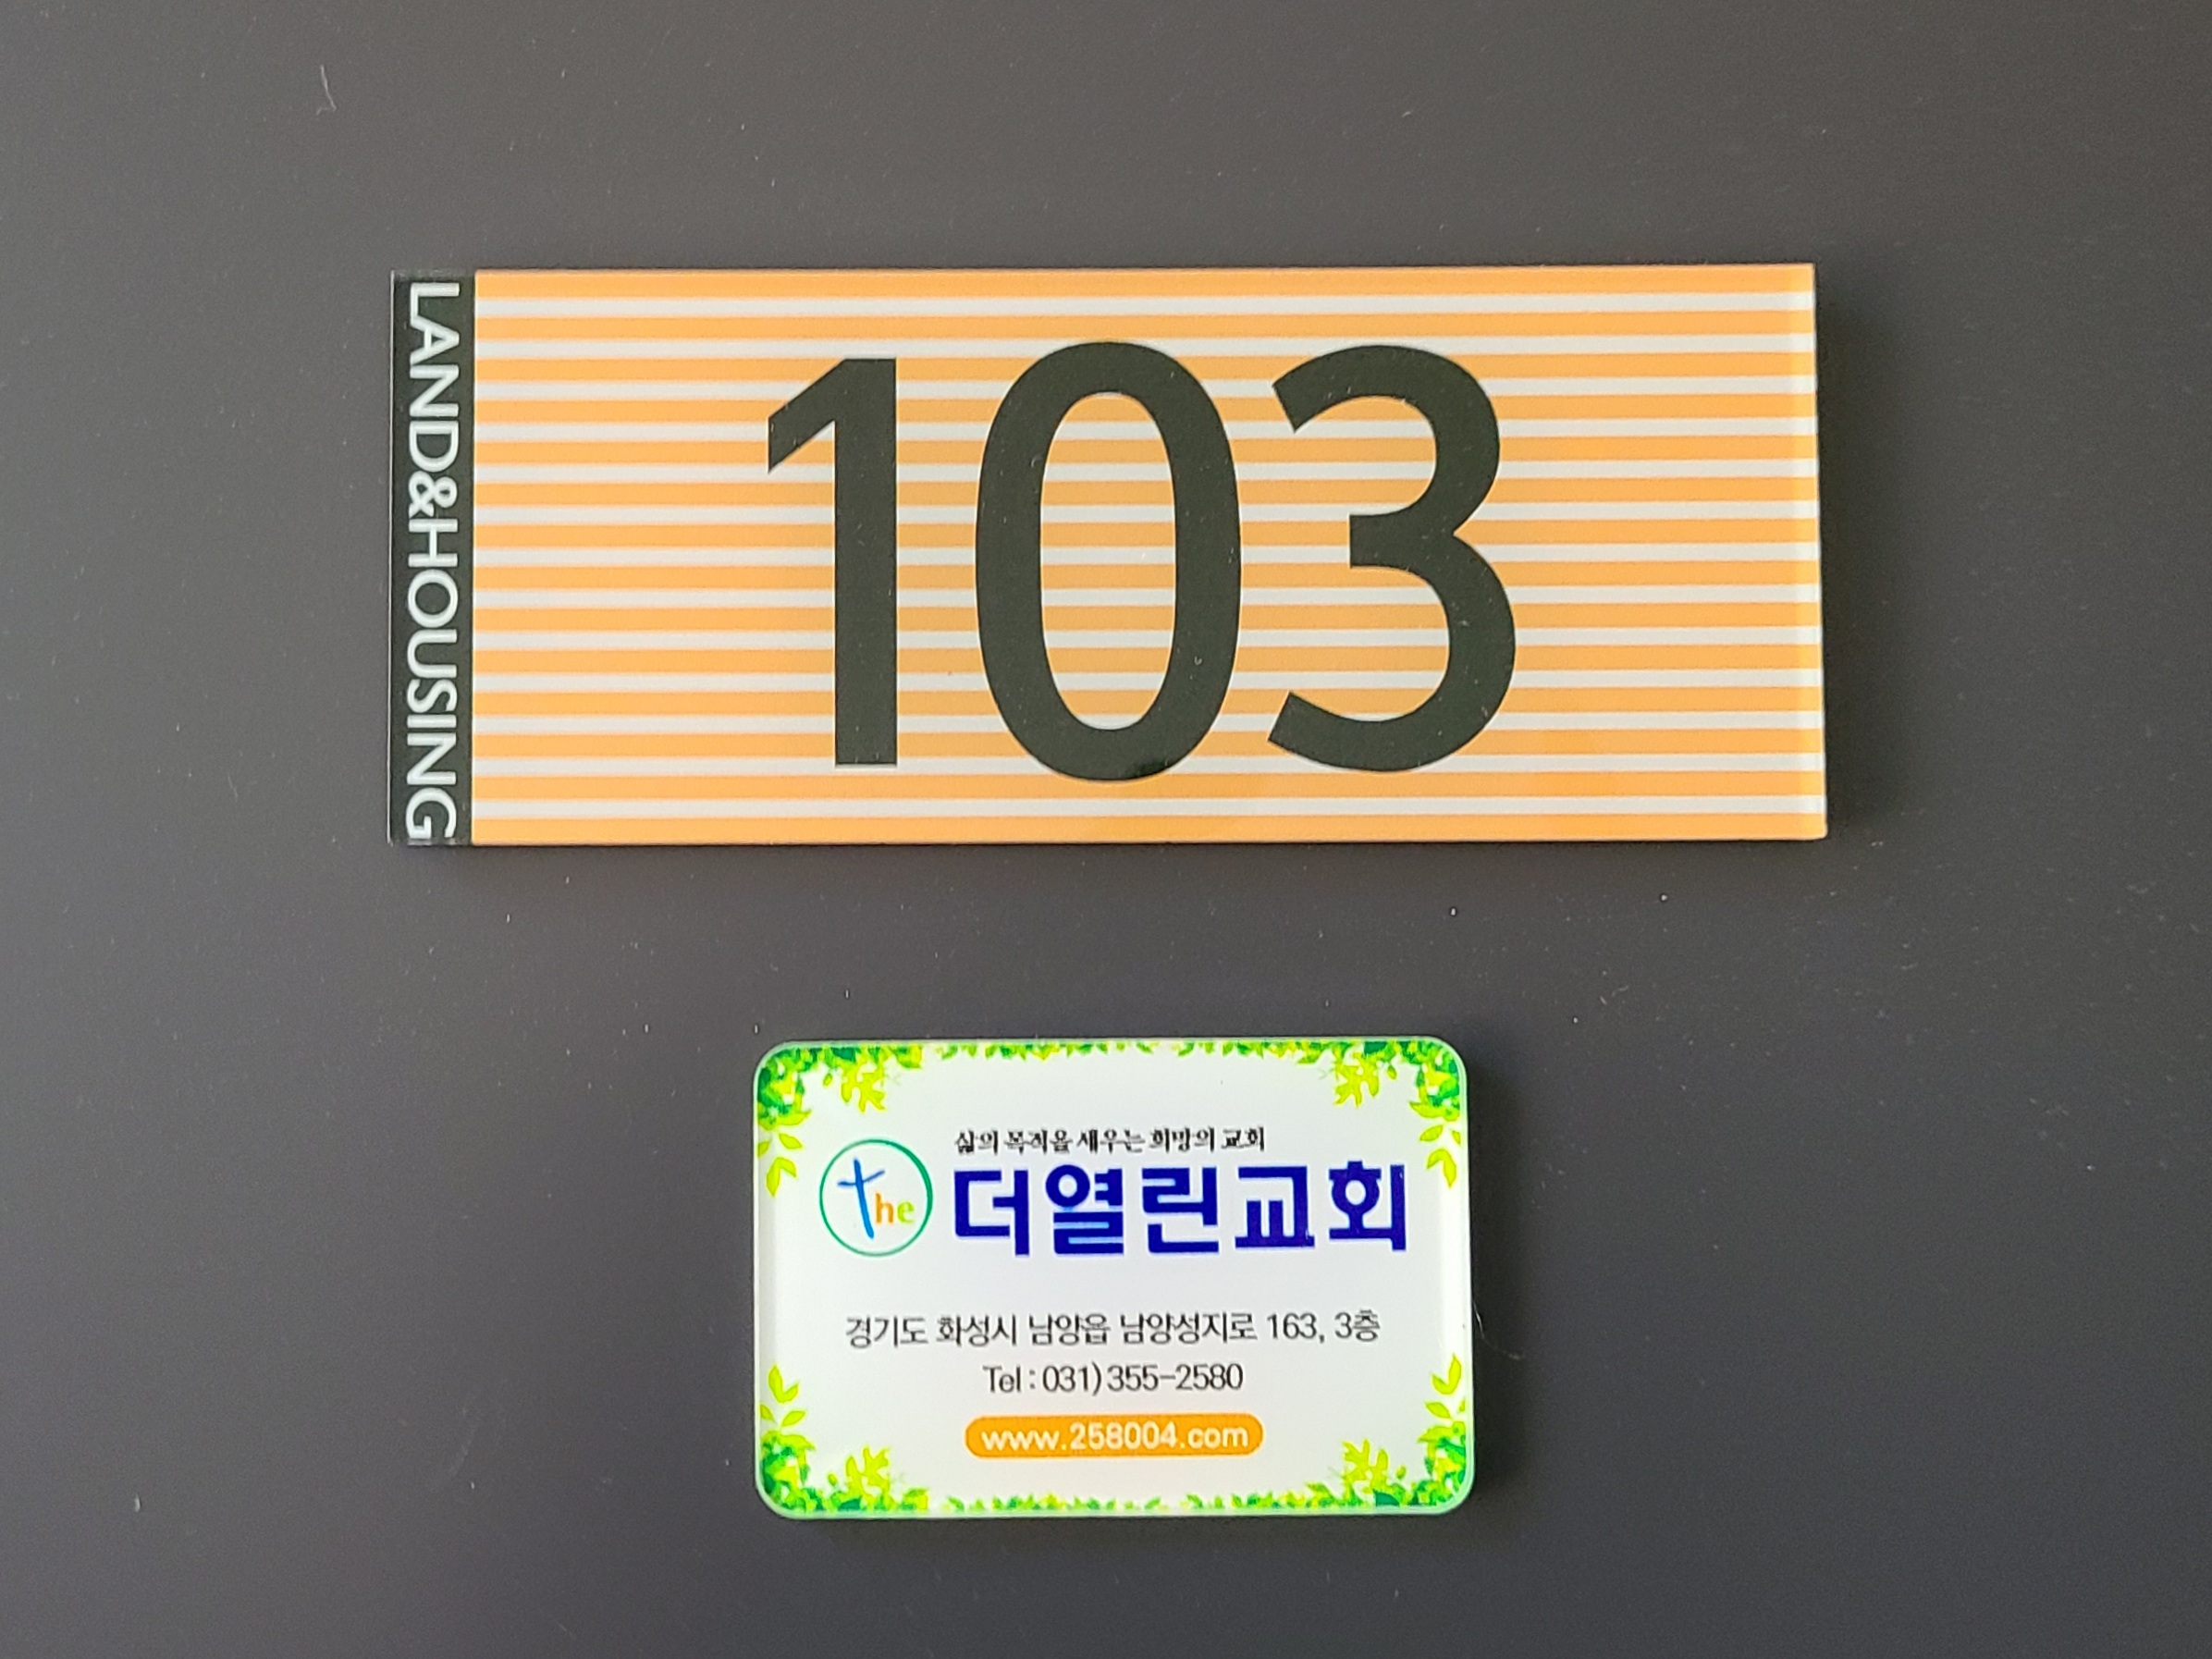 LAND&HOUSING
103
삶의 목적을 세우는 희망의 교회
the
더열린교회
경기도 화성시 남양읍 남양성지로 163, 3층
Tel : 031)355-2580
www.258004.com